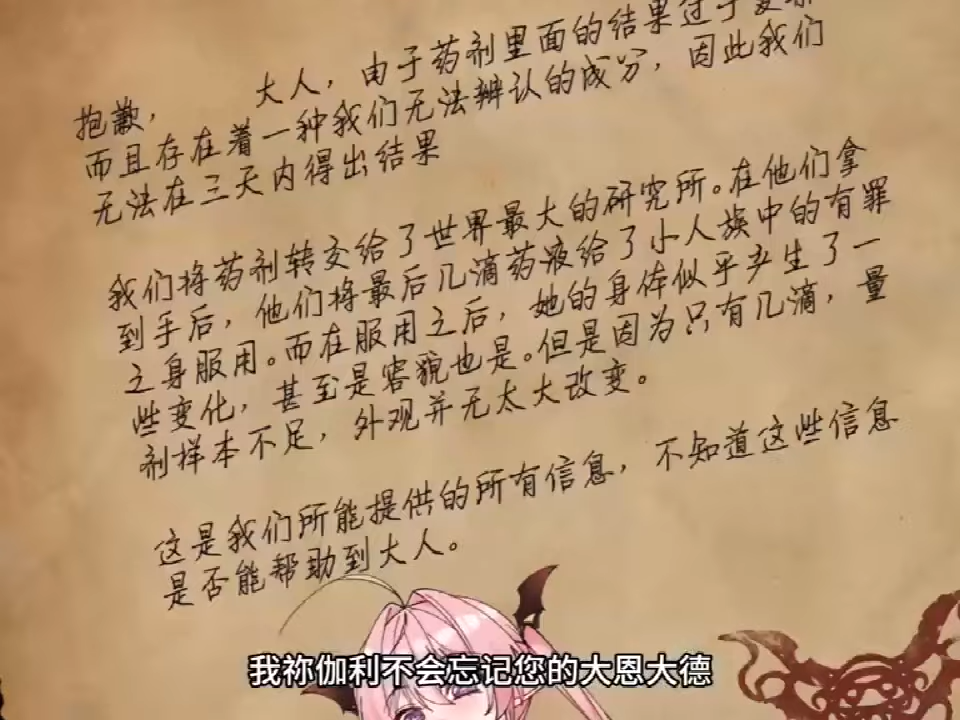 抱歉，　　大人，由于药剂里面的结果过于复杂
而且存在着一种我们无法辨认的成分，因此我们
无法在三天内得出结果
我们将药剂转交给了世界最大的研究所。在他们拿
到手后，他们将最后几滴药液给了小人族中的有罪
之身服用。而在服用之后，她的身体似乎产生了一
些变化，甚至是容貌也是。但是因为只有几滴，量
剂样本不足，外观并无太大改变。
这是我们所能提供的所有信息，不知道这些信息
是否能帮助到大人。
我祢伽利不会忘记您的大恩大德